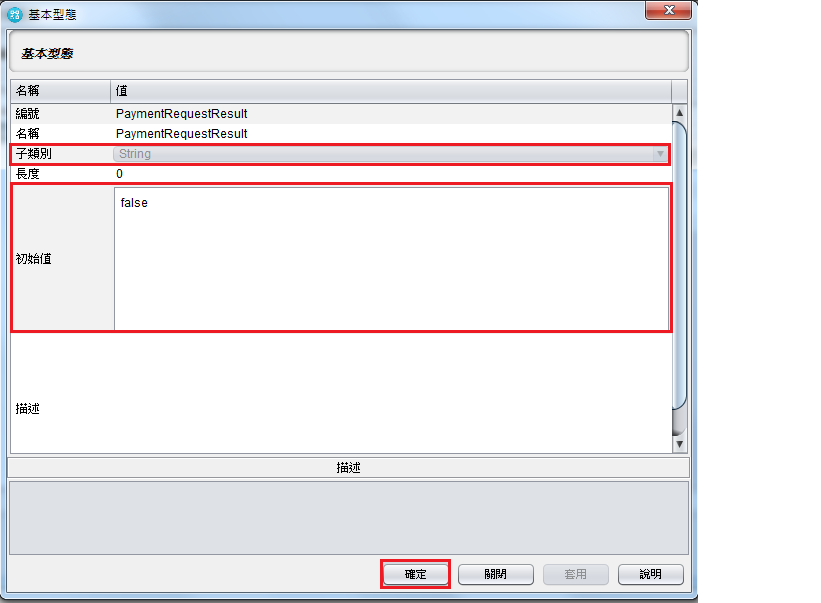 基本型態
基本型態
名稱 值
編號 PaymentRequestResult
名稱 PaymentRequestResult
子類別 String
長度 0
初始值 false
描述
描述
確定 關閉 套用 說明